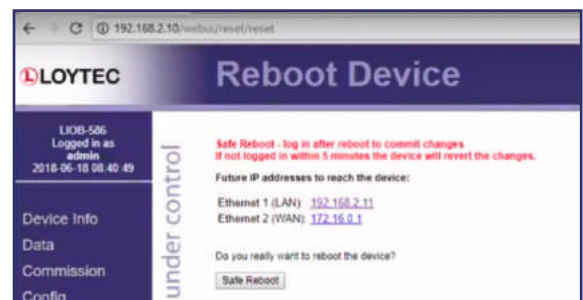 192.168.2.10/webui/reset/reset
LOYTEC
Reboot Device
LIOB-586
Logged in as
admin
2018-06-18 08:40:49
Device Info
Data
Commission
Config
under control
Safe Reboot - log in after reboot to commit changes
If not logged in within 5 minutes the device will revert the changes.
Future IP addresses to reach the device:
Ethernet 1 (LAN): 192.168.2.11
Ethernet 2 (WAN): 172.16.0.1
Do you really want to reboot the device?
Safe Reboot